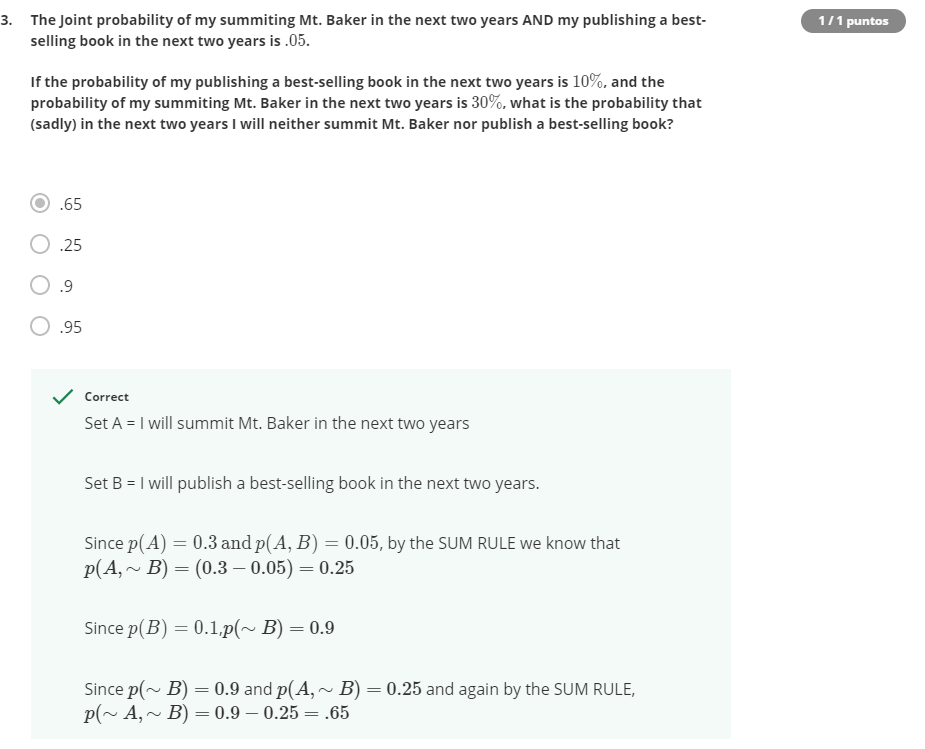 3. The Joint probability of my summiting Mt. Baker in the next two years AND my publishing a best-
selling book in the next two years is .05.
1 / 1 puntos
If the probability of my publishing a best-selling book in the next two years is 10%, and the
probability of my summiting Mt. Baker in the next two years is 30%, what is the probability that
(sadly) in the next two years I will neither summit Mt. Baker nor publish a best-selling book?
.65
.25
.9
.95
Correct
Set A = I will summit Mt. Baker in the next two years
Set B = I will publish a best-selling book in the next two years.
Since p(A) = 0.3 and p(A, B) = 0.05, by the SUM RULE we know that
p(A, ∼ B) = (0.3 − 0.05) = 0.25
Since p(B) = 0.1,p(∼ B) = 0.9
Since p(∼ B) = 0.9 and p(A, ∼ B) = 0.25 and again by the SUM RULE,
p(∼ A, ∼ B) = 0.9 − 0.25 = .65